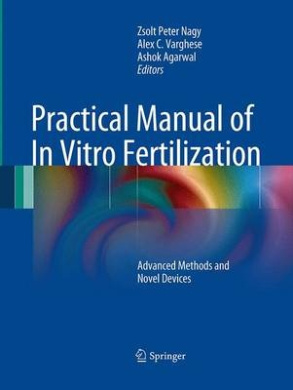 Zsolt Peter Nagy
Alex C. Varghese
Ashok Agarwal
Editors
Practical Manual of
In Vitro Fertilization
Advanced Methods and
Novel Devices
Springer